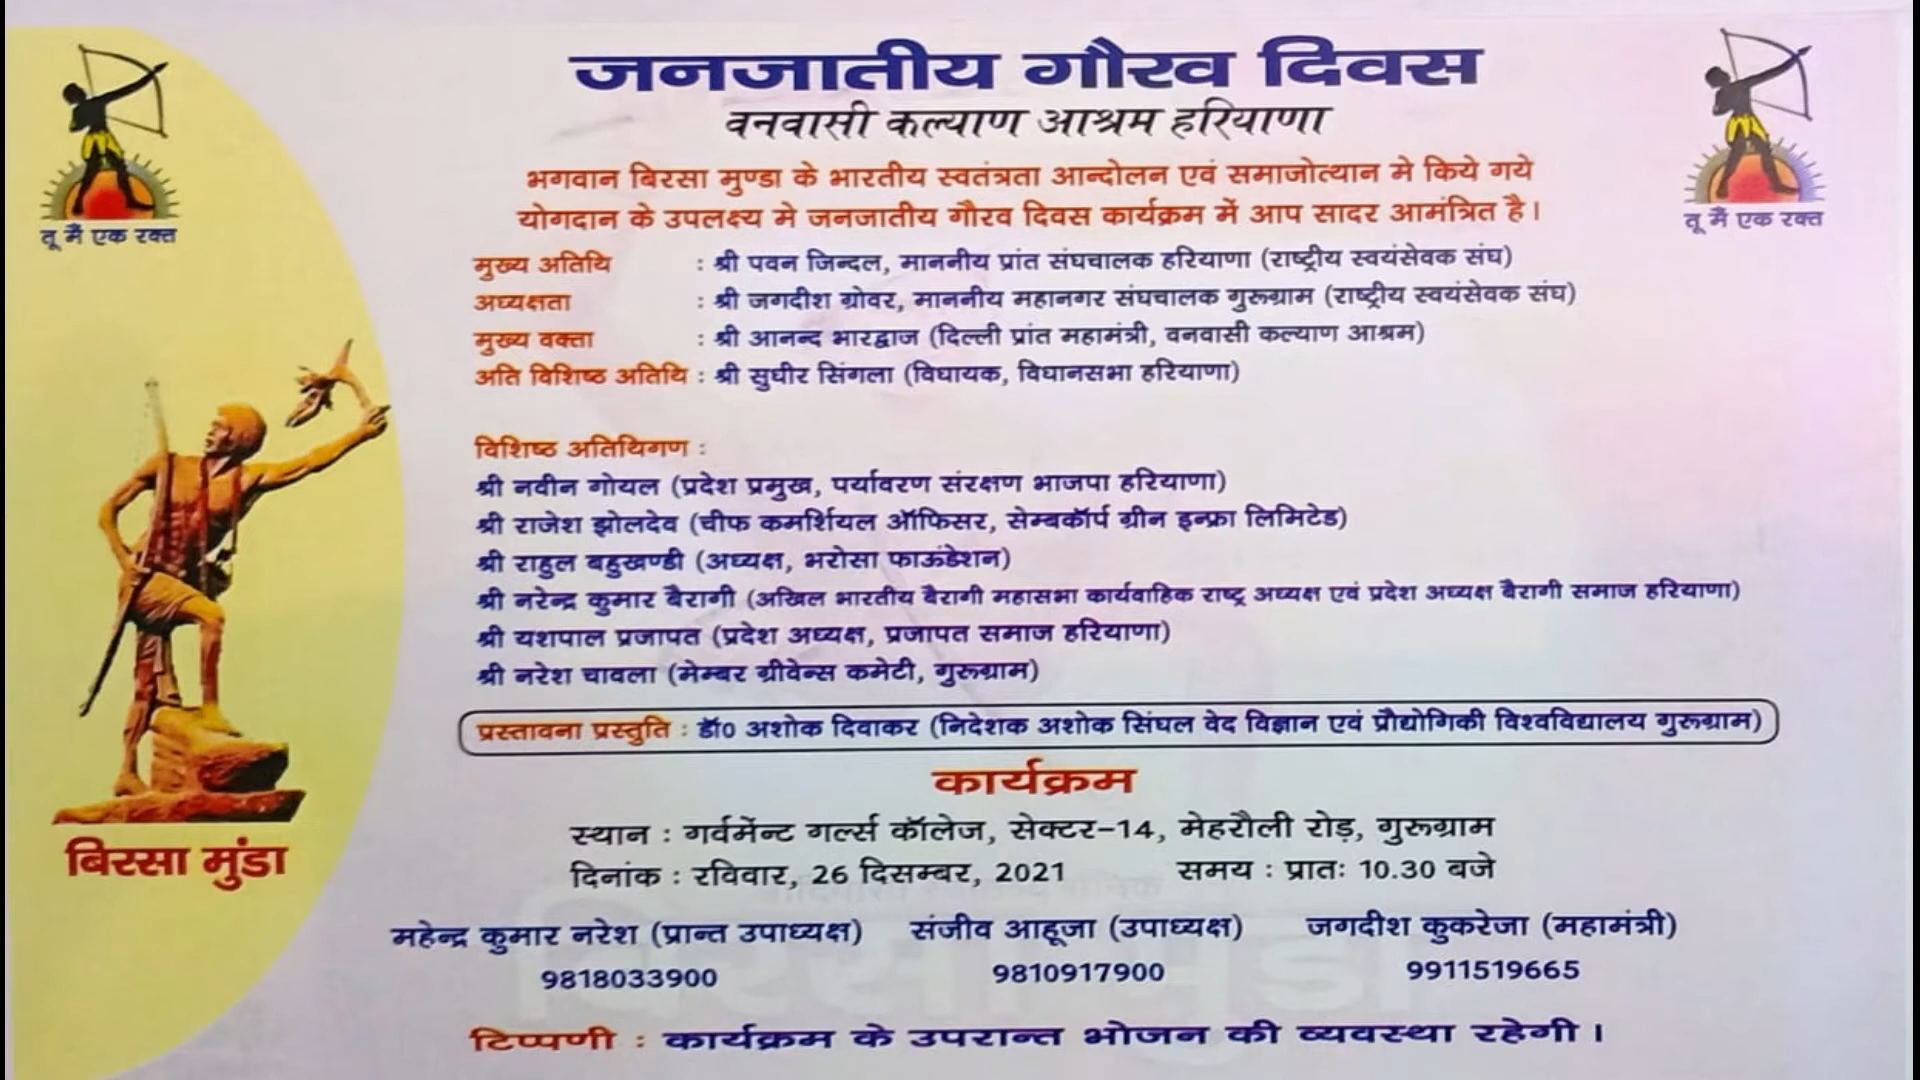 जनजातीय गौरव दिवस
वनवासी कल्याण आश्रम हरियाणा
तू मैं एक रक्त
तू मैं एक रक्त
भगवान बिरसा मुण्डा के भारतीय स्वतंत्रता आन्दोलन एवं समाजोत्थान मे किये गये
योगदान के उपलक्ष्य मे जनजातीय गौरव दिवस कार्यक्रम में आप सादर आमंत्रित है।
मुख्य अतिथि : श्री पवन जिन्दल, माननीय प्रांत संघचालक हरियाणा (राष्ट्रीय स्वयंसेवक संघ)
अध्यक्षता : श्री जगदीश ग्रोवर, माननीय महानगर संघचालक गुरूग्राम (राष्ट्रीय स्वयंसेवक संघ)
मुख्य वक्ता : श्री आनन्द भारद्वाज (दिल्ली प्रांत महामंत्री, वनवासी कल्याण आश्रम)
अति विशिष्ठ अतिथि : श्री सुधीर सिंगला (विधायक, विधानसभा हरियाणा)
विशिष्ठ अतिथिगण :
श्री नवीन गोयल (प्रदेश प्रमुख, पर्यावरण संरक्षण भाजपा हरियाणा)
श्री राजेश झोलदेव (चीफ कमर्शियल ऑफिसर, सेम्बकॉर्प ग्रीन इन्फ्रा लिमिटेड)
श्री राहुल बहुखण्डी (अध्यक्ष, भरोसा फाऊंडेशन)
श्री नरेन्द्र कुमार बैरागी (अखिल भारतीय बैरागी महासभा कार्यवाहिक राष्ट्र अध्यक्ष एवं प्रदेश अध्यक्ष बैरागी समाज हरियाणा)
श्री यशपाल प्रजापत (प्रदेश अध्यक्ष, प्रजापत समाज हरियाणा)
श्री नरेश चावला (मेम्बर ग्रीवेन्स कमेटी, गुरूग्राम)
प्रस्तावना प्रस्तुति : डॉ0 अशोक दिवाकर (निदेशक अशोक सिंघल वेद विज्ञान एवं प्रौद्योगिकी विश्वविद्यालय गुरूग्राम)
बिरसा मुंडा
कार्यक्रम
स्थान : गर्वमेंन्ट गर्ल्स कॉलेज, सेक्टर-14, मेहरौली रोड़, गुरूग्राम
दिनांक : रविवार, 26 दिसम्बर, 2021 समय : प्रातः 10.30 बजे
महेन्द्र कुमार नरेश (प्रान्त उपाध्यक्ष) संजीव आहूजा (उपाध्यक्ष) जगदीश कुकरेजा (महामंत्री)
9818033900 9810917900 9911519665
टिप्पणी : कार्यक्रम के उपरान्त भोजन की व्यवस्था रहेगी।